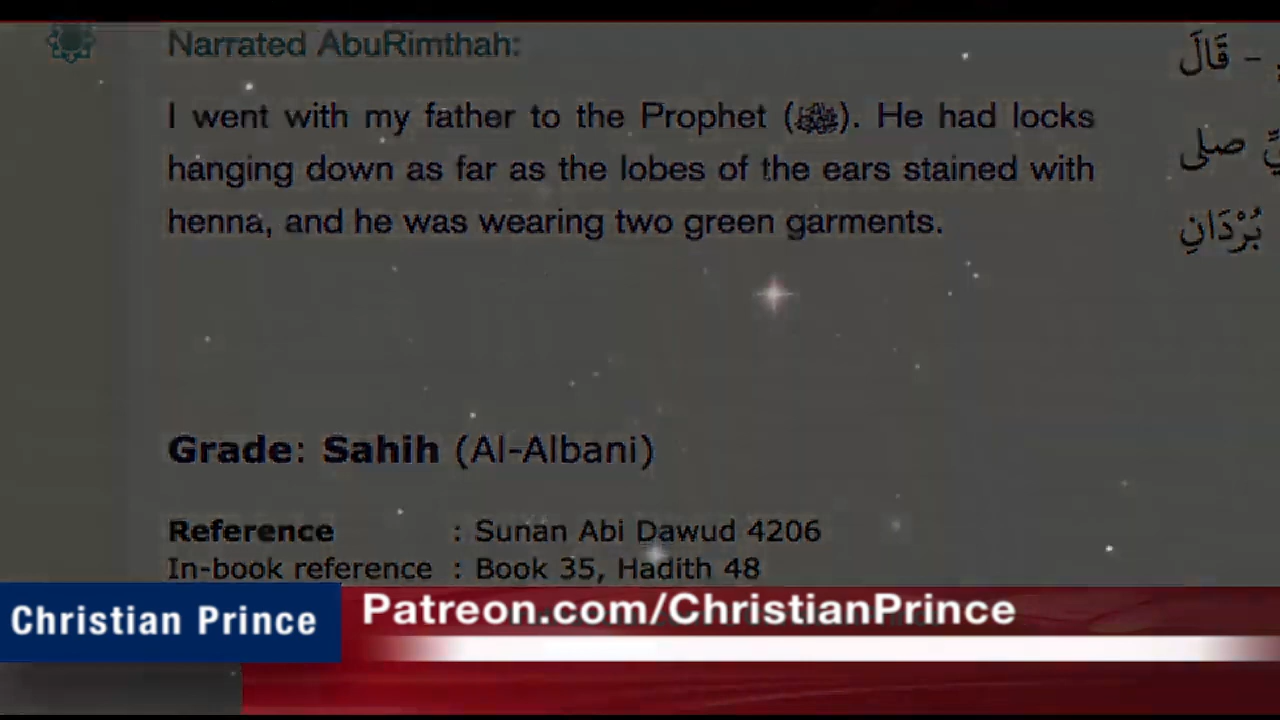 Narrated AbuRimthah:
I went with my father to the Prophet (ﷺ). He had locks
hanging down as far as the lobes of the ears stained with
henna, and he was wearing two green garments.
- قَالَ
صلى
بُرْدَانِ
Grade: Sahih (Al-Albani)
Reference : Sunan Abi Dawud 4206
In-book reference : Book 35, Hadith 48
Christian Prince
Patreon.com/ChristianPrince